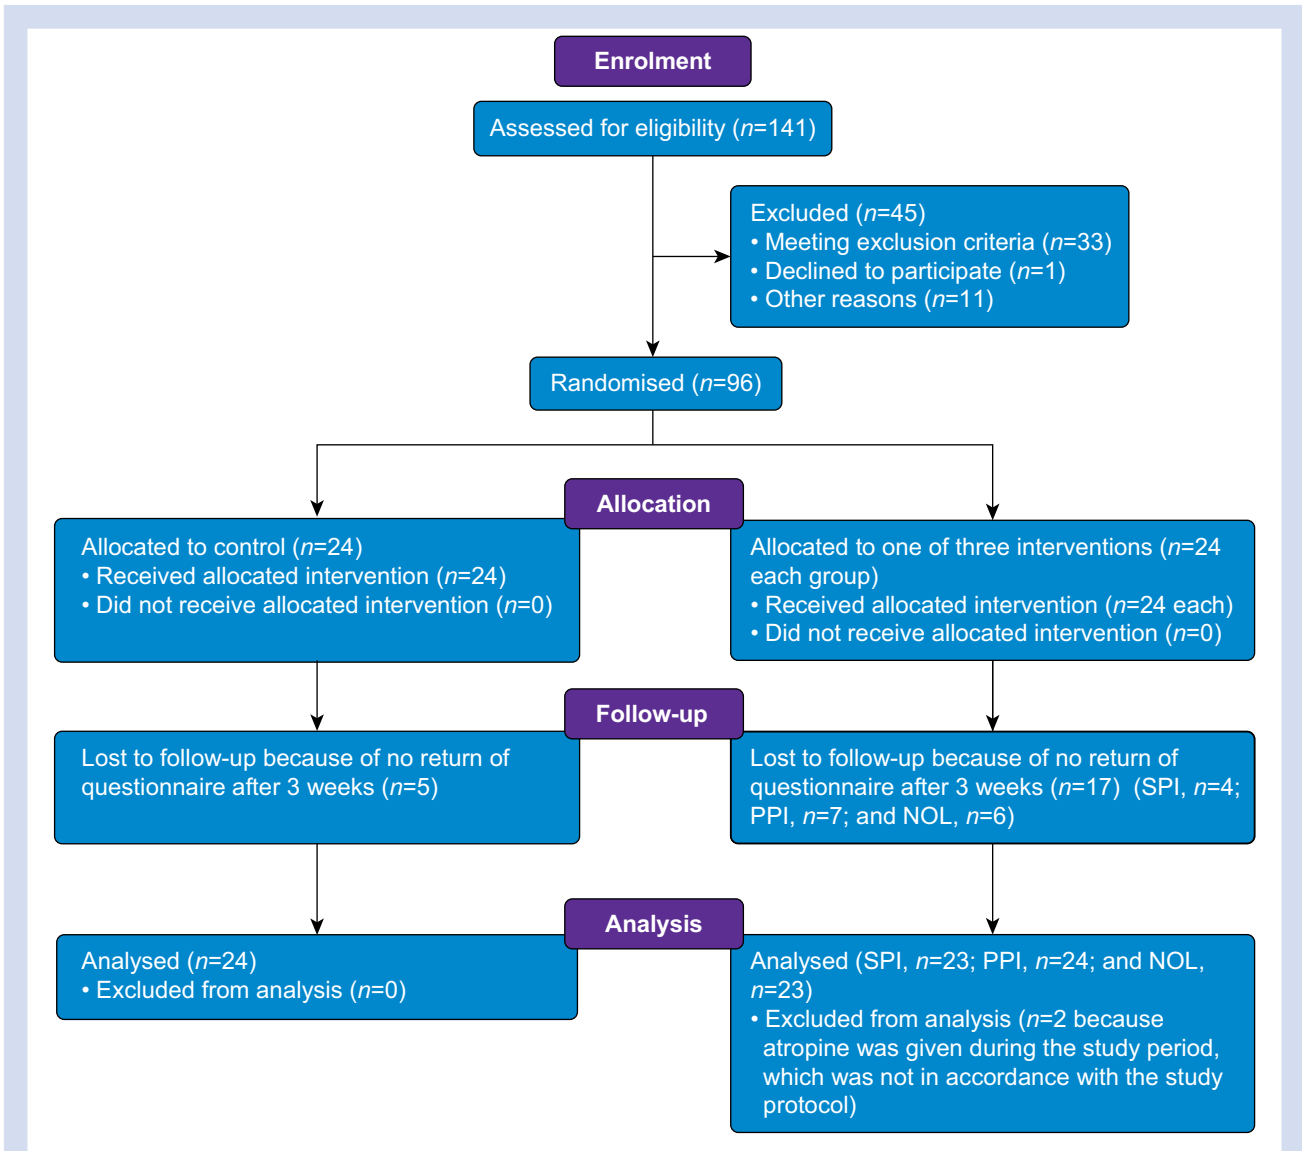 Enrolment
Assessed for eligibility (n=141)
Excluded (n=45)
• Meeting exclusion criteria (n=33)
• Declined to participate (n=1)
• Other reasons (n=11)
Randomised (n=96)
Allocation
Allocated to control (n=24)
• Received allocated intervention (n=24)
• Did not receive allocated intervention (n=0)
Allocated to one of three interventions (n=24
each group)
• Received allocated intervention (n=24 each)
• Did not receive allocated intervention (n=0)
Follow-up
Lost to follow-up because of no return of
questionnaire after 3 weeks (n=5)
Lost to follow-up because of no return of
questionnaire after 3 weeks (n=17) (SPI, n=4;
PPI, n=7; and NOL, n=6)
Analysis
Analysed (n=24)
• Excluded from analysis (n=0)
Analysed (SPI, n=23; PPI, n=24; and NOL,
n=23)
• Excluded from analysis (n=2 because
atropine was given during the study period,
which was not in accordance with the study
protocol)